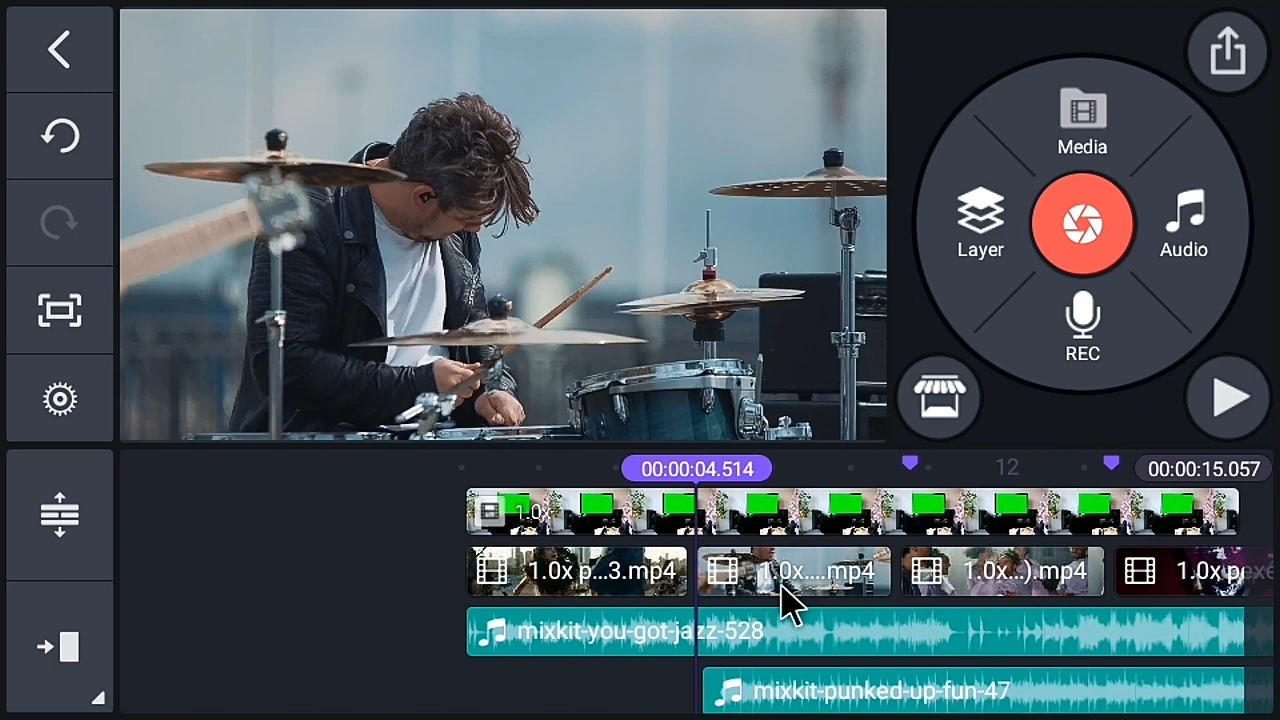 Media
Layer
Audio
REC
00:00:04.514
12
00:00:15.057
1.0x
1.0x p...3.mp4
1.0x....mp4
1.0x...).mp4
1.0x
mixkit-you-got-jazz-528
mixkit-punked-up-fun-47